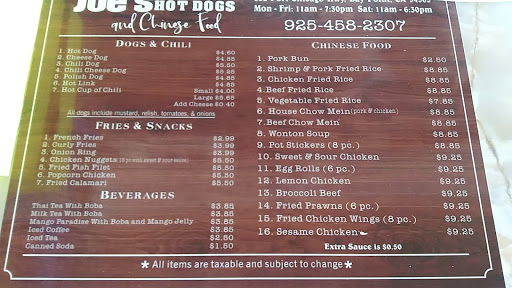 JOE'S HOT DOGS
and Chinese Food
Mon - Fri: 11am - 7:30pm Sat: 11am - 6:30pm
925-458-2307
DOGS & CHILI
1. Hot Dog $4.60
2. Cheese Dog
3. Chili Dog
4. Chili Cheese Dog
5. Polish Dog
6. Hot Link
7. Hot Cup of Chili Small $4.00
Large $5.65
Add Cheese $0.40
All dogs include mustard, relish, tomatoes, & onions
FRIES & SNACKS
1. French Fries $2.99
2. Curly Fries $3.99
3. Onion Ring $3.99
4. Chicken Nuggets $5.50
5. Fried Fish Filet $5.50
6. Popcorn Chicken $5.50
7. Fried Calamari $5.50
BEVERAGES
Thai Tea With Boba $3.85
Milk Tea With Boba $3.85
Mango Paradise With Boba and Mango Jelly $3.85
Iced Coffee $3.85
Iced Tea $2.50
Canned Soda $1.50
CHINESE FOOD
1. Pork Bun $2.50
2. Shrimp & Pork Fried Rice $8.85
3. Chicken Fried Rice $8.85
4. Beef Fried Rice $8.85
5. Vegetable Fried Rice $7.85
6. House Chow Mein (pork & chicken) $8.85
7. Beef Chow Mein $8.85
8. Wonton Soup $8.85
9. Pot Stickers (8 pc.) $8.85
10. Sweet & Sour Chicken $9.25
11. Egg Rolls (6 pc.) $9.25
12. Lemon Chicken $9.25
13. Broccoli Beef $9.25
14. Fried Prawns (6 pc.) $9.25
15. Fried Chicken Wings (8 pc.) $9.25
16. Sesame Chicken $9.25
Extra Sauce is $0.50
* All items are taxable and subject to change *